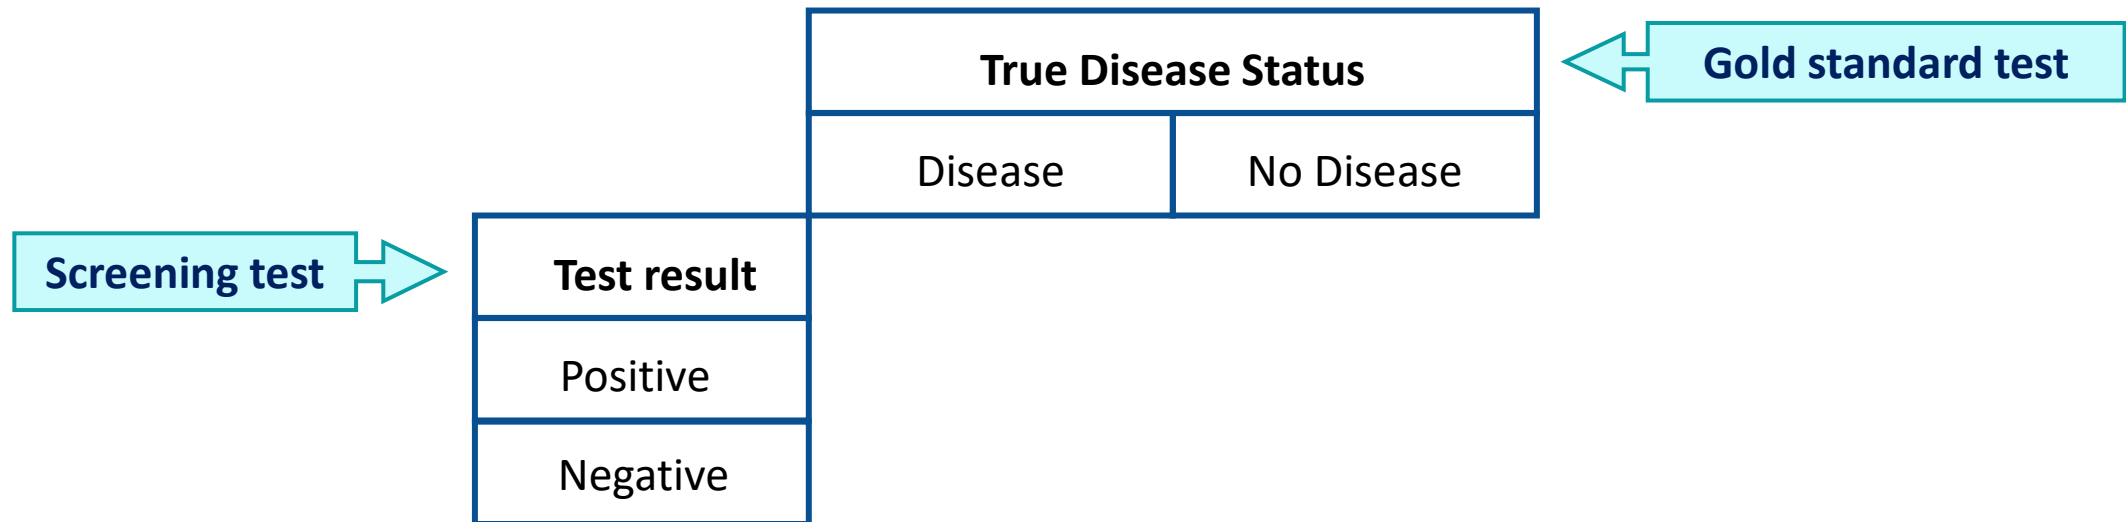 True Disease Status
Gold standard test
Disease
No Disease
Screening test
Test result
Positive
Negative